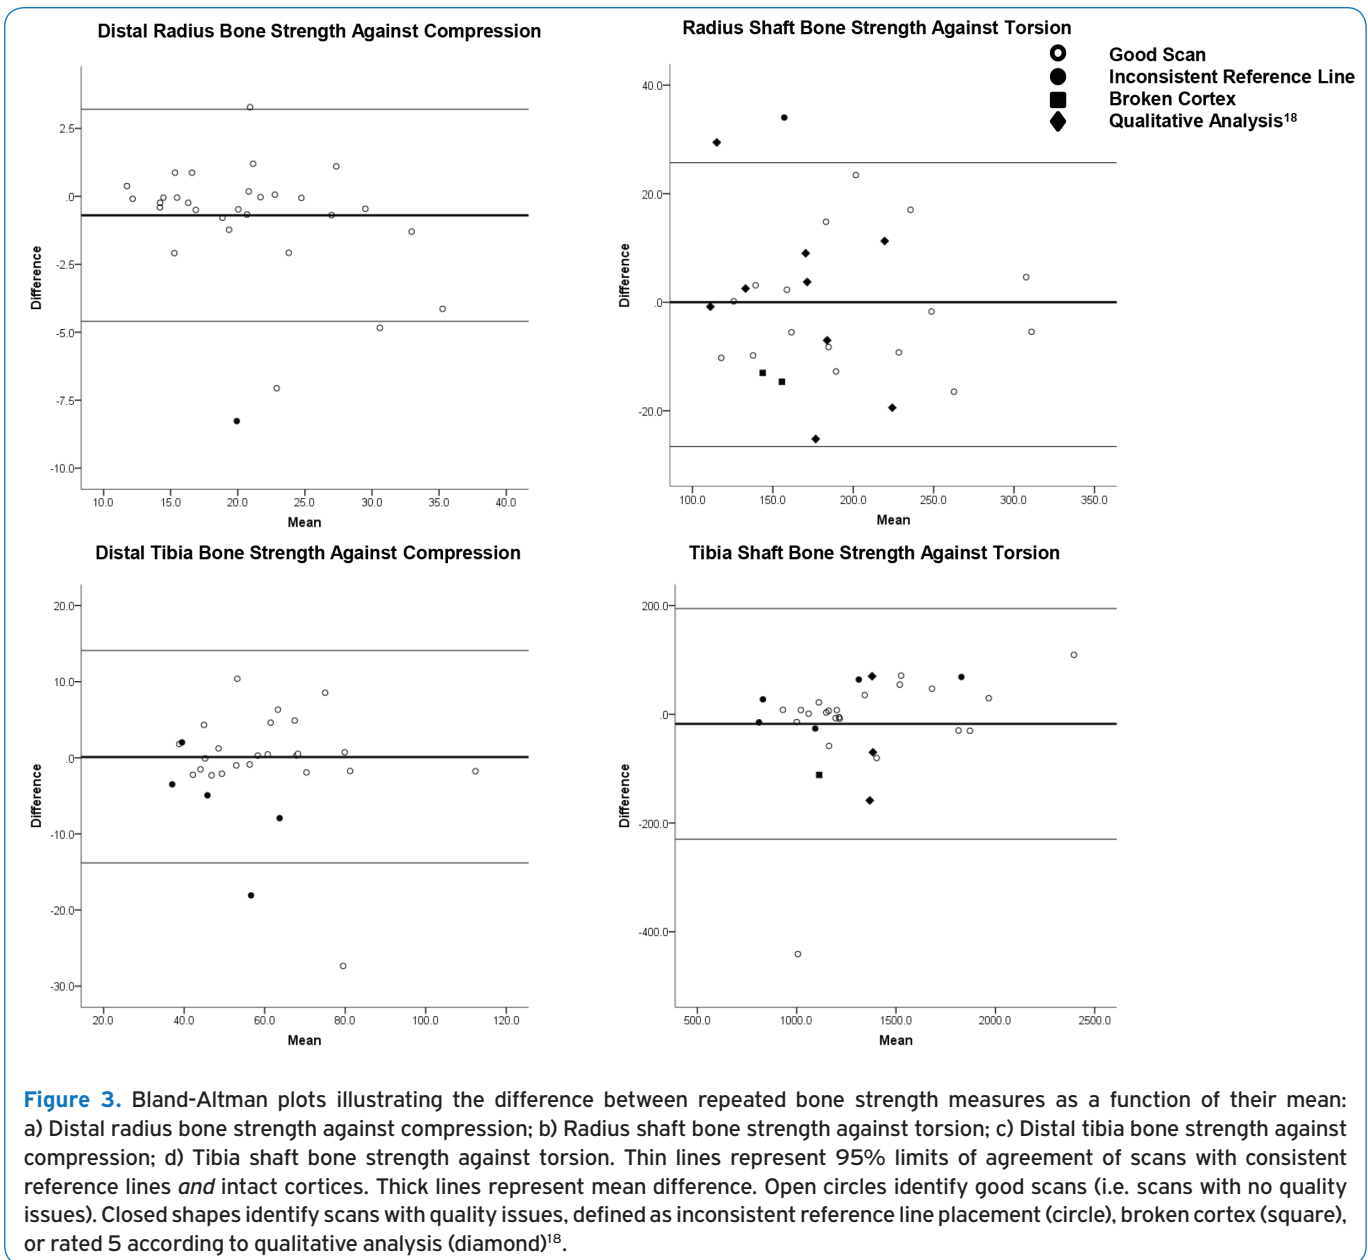 Distal Radius Bone Strength Against Compression
2.5
.0
-2.5
-5.0
-7.5
-10.0
Difference
10.0 15.0 20.0 25.0 30.0 35.0 40.0
Mean
Radius Shaft Bone Strength Against Torsion
Good Scan
Inconsistent Reference Line
Broken Cortex
Qualitative Analysis18
40.0
20.0
.0
-20.0
Difference
100.0 150.0 200.0 250.0 300.0 350.0
Mean
Distal Tibia Bone Strength Against Compression
20.0
10.0
.0
-10.0
-20.0
-30.0
Difference
20.0 40.0 60.0 80.0 100.0 120.0
Mean
Tibia Shaft Bone Strength Against Torsion
200.0
.0
-200.0
-400.0
Difference
500.0 1000.0 1500.0 2000.0 2500.0
Mean
Figure 3. Bland-Altman plots illustrating the difference between repeated bone strength measures as a function of their mean:
a) Distal radius bone strength against compression; b) Radius shaft bone strength against torsion; c) Distal tibia bone strength against
compression; d) Tibia shaft bone strength against torsion. Thin lines represent 95% limits of agreement of scans with consistent
reference lines and intact cortices. Thick lines represent mean difference. Open circles identify good scans (i.e. scans with no quality
issues). Closed shapes identify scans with quality issues, defined as inconsistent reference line placement (circle), broken cortex (square),
or rated 5 according to qualitative analysis (diamond)18.